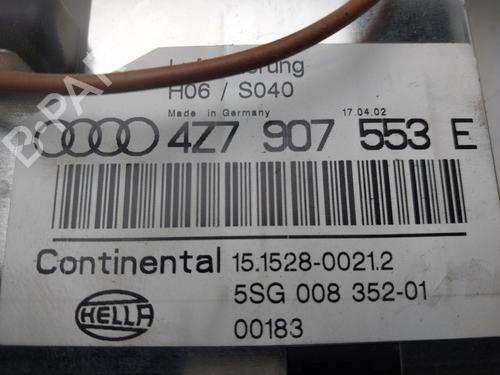 H06 / S040
Made in Germany 17.04.02
4Z7 907 553 E
Continental 15.1528-0021.2
HELLA
5SG 008 352-01
00183